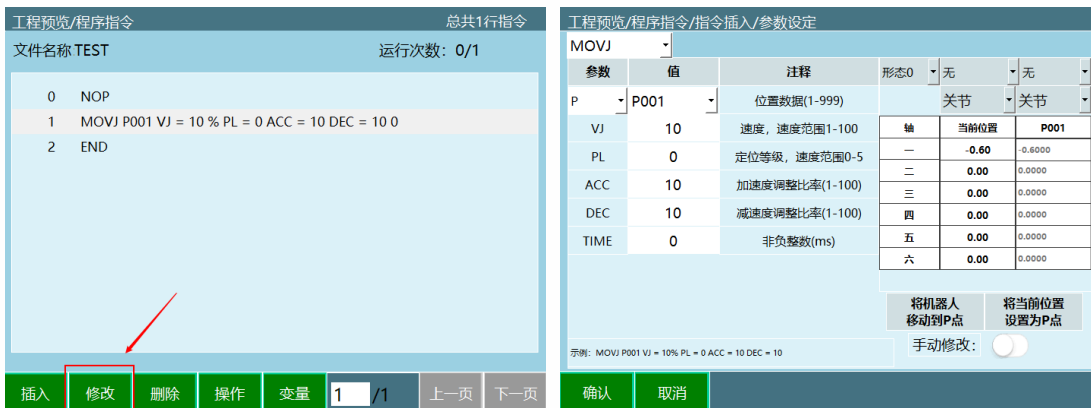 工程预览/程序指令 总共1行指令
文件名称 TEST 运行次数: 0/1
0 NOP
1 MOVJ P001 VJ = 10 % PL = 0 ACC = 10 DEC = 10 0
2 END
插入 修改 删除 操作 变量 1 /1 上一页 下一页
工程预览/程序指令/指令插入/参数设定
MOVJ
参数 值 注释 形态0 无 无
P P001 位置数据(1-999) 关节 关节
VJ 10 速度，速度范围1-100 轴 当前位置 P001
PL 0 定位等级，速度范围0-5 一 -0.60 -0.6000
二 0.00 0.0000
ACC 10 加速度调整比率(1-100) 三 0.00 0.0000
DEC 10 减速度调整比率(1-100) 四 0.00 0.0000
TIME 0 非负整数(ms) 五 0.00 0.0000
六 0.00 0.0000
将机器人 将当前位置
移动到P点 设置为P点
手动修改:
示例: MOVJ P001 VJ = 10% PL = 0 ACC = 10 DEC = 10
确认 取消